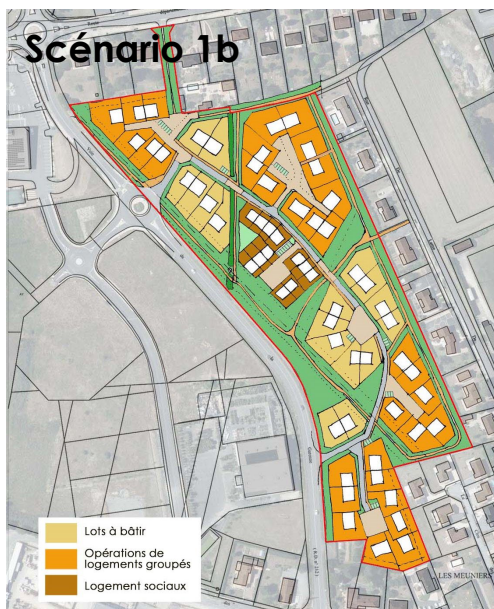 Scénario 1b
Lots à bâtir
Opérations de
logements groupés
Logement sociaux
LES MEUNIERS